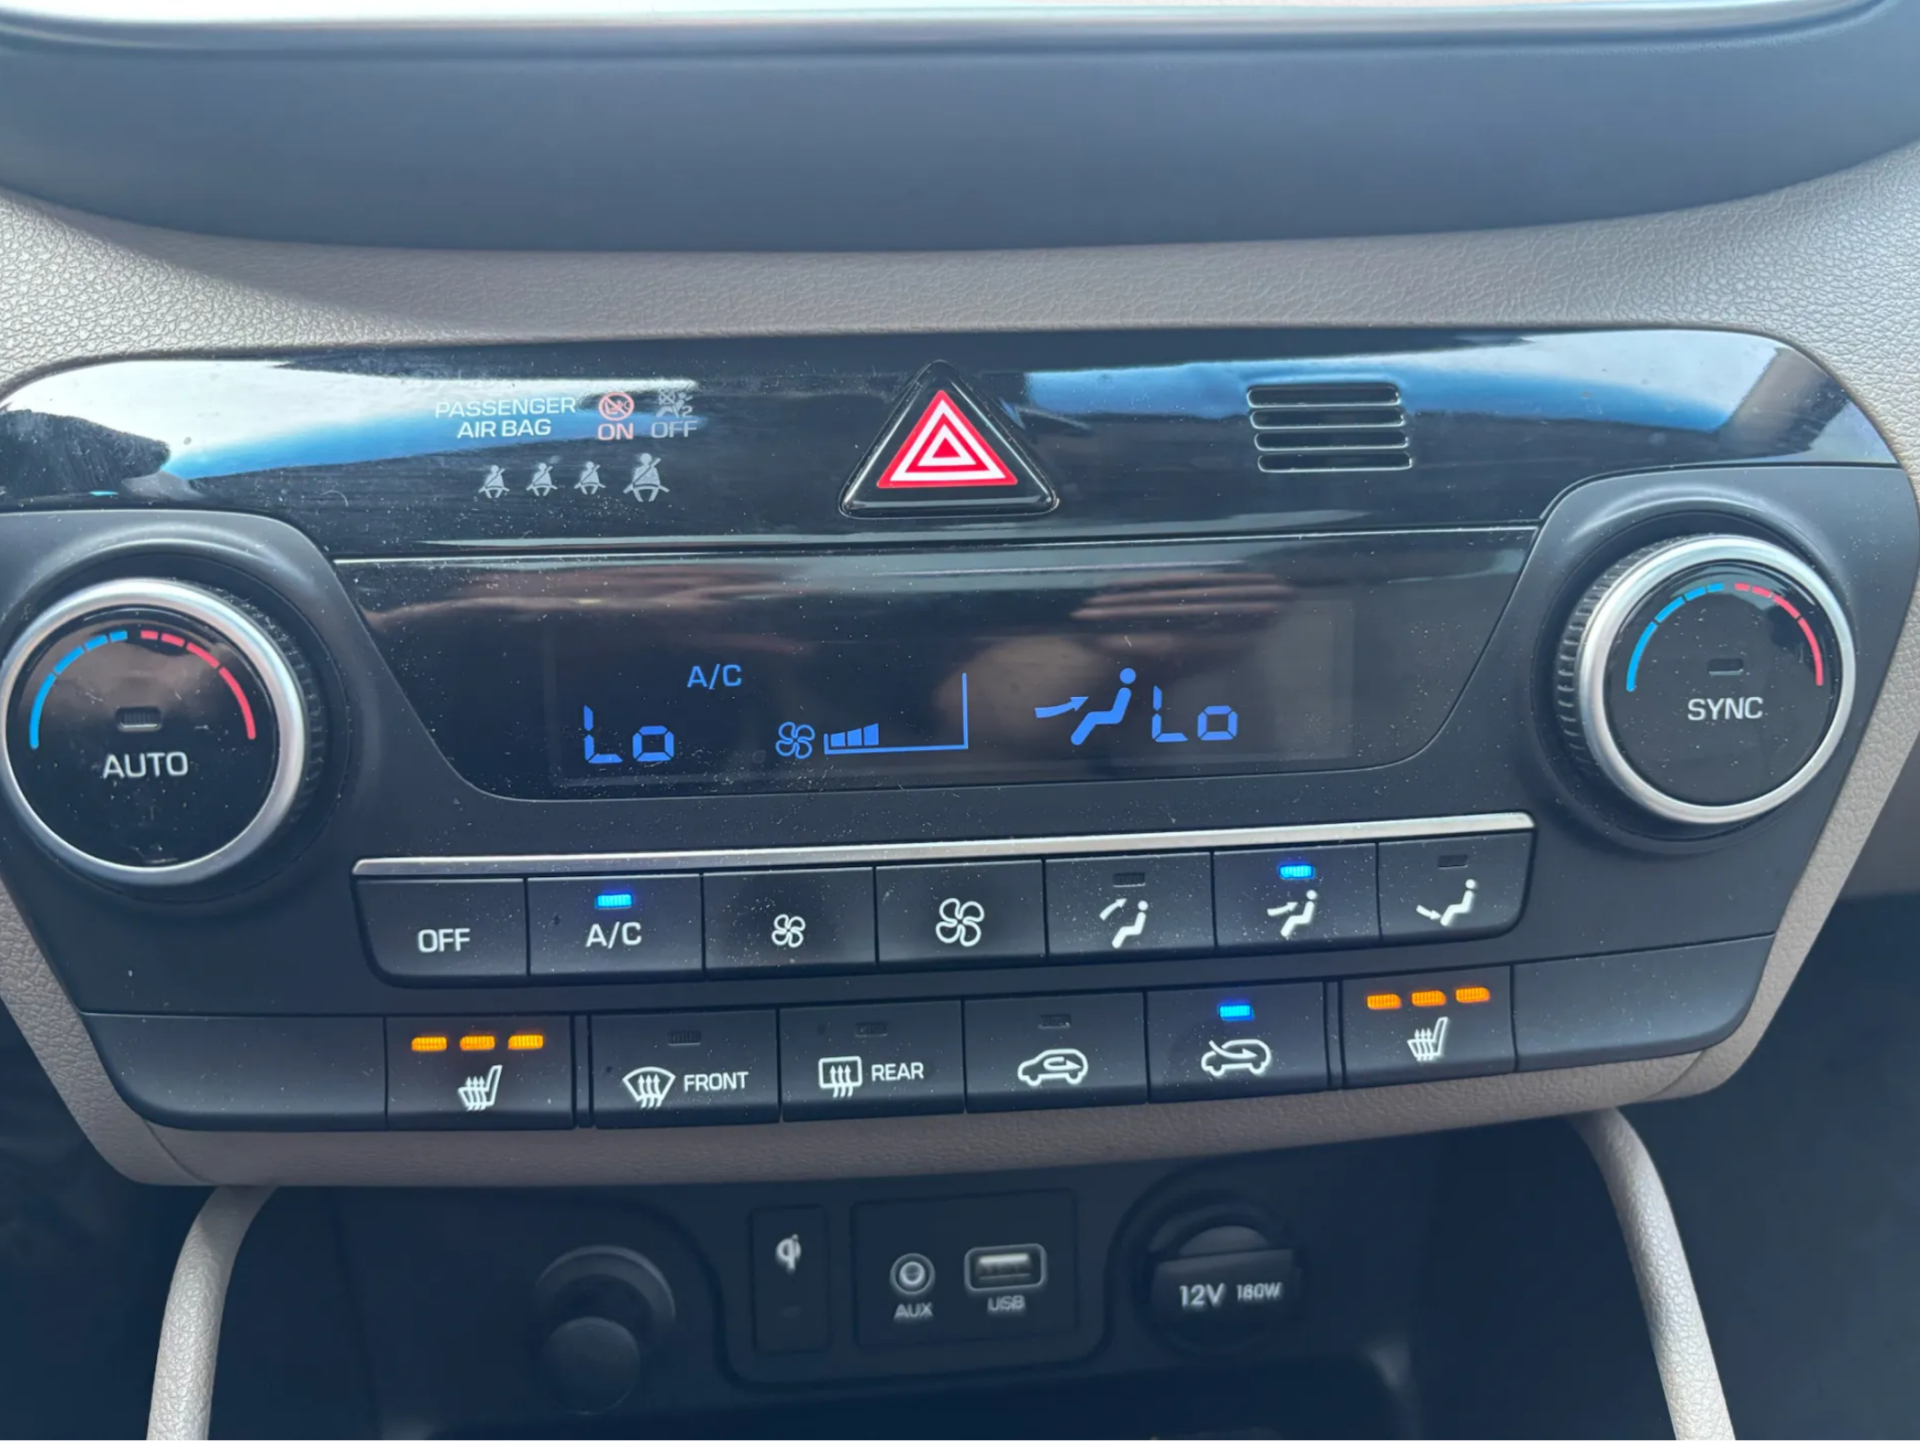 PASSENGER ON OFF
AIR BAG
A/C
Lo Lo
AUTO
SYNC
OFF A/C
FRONT REAR
AUX USB 12V 180W